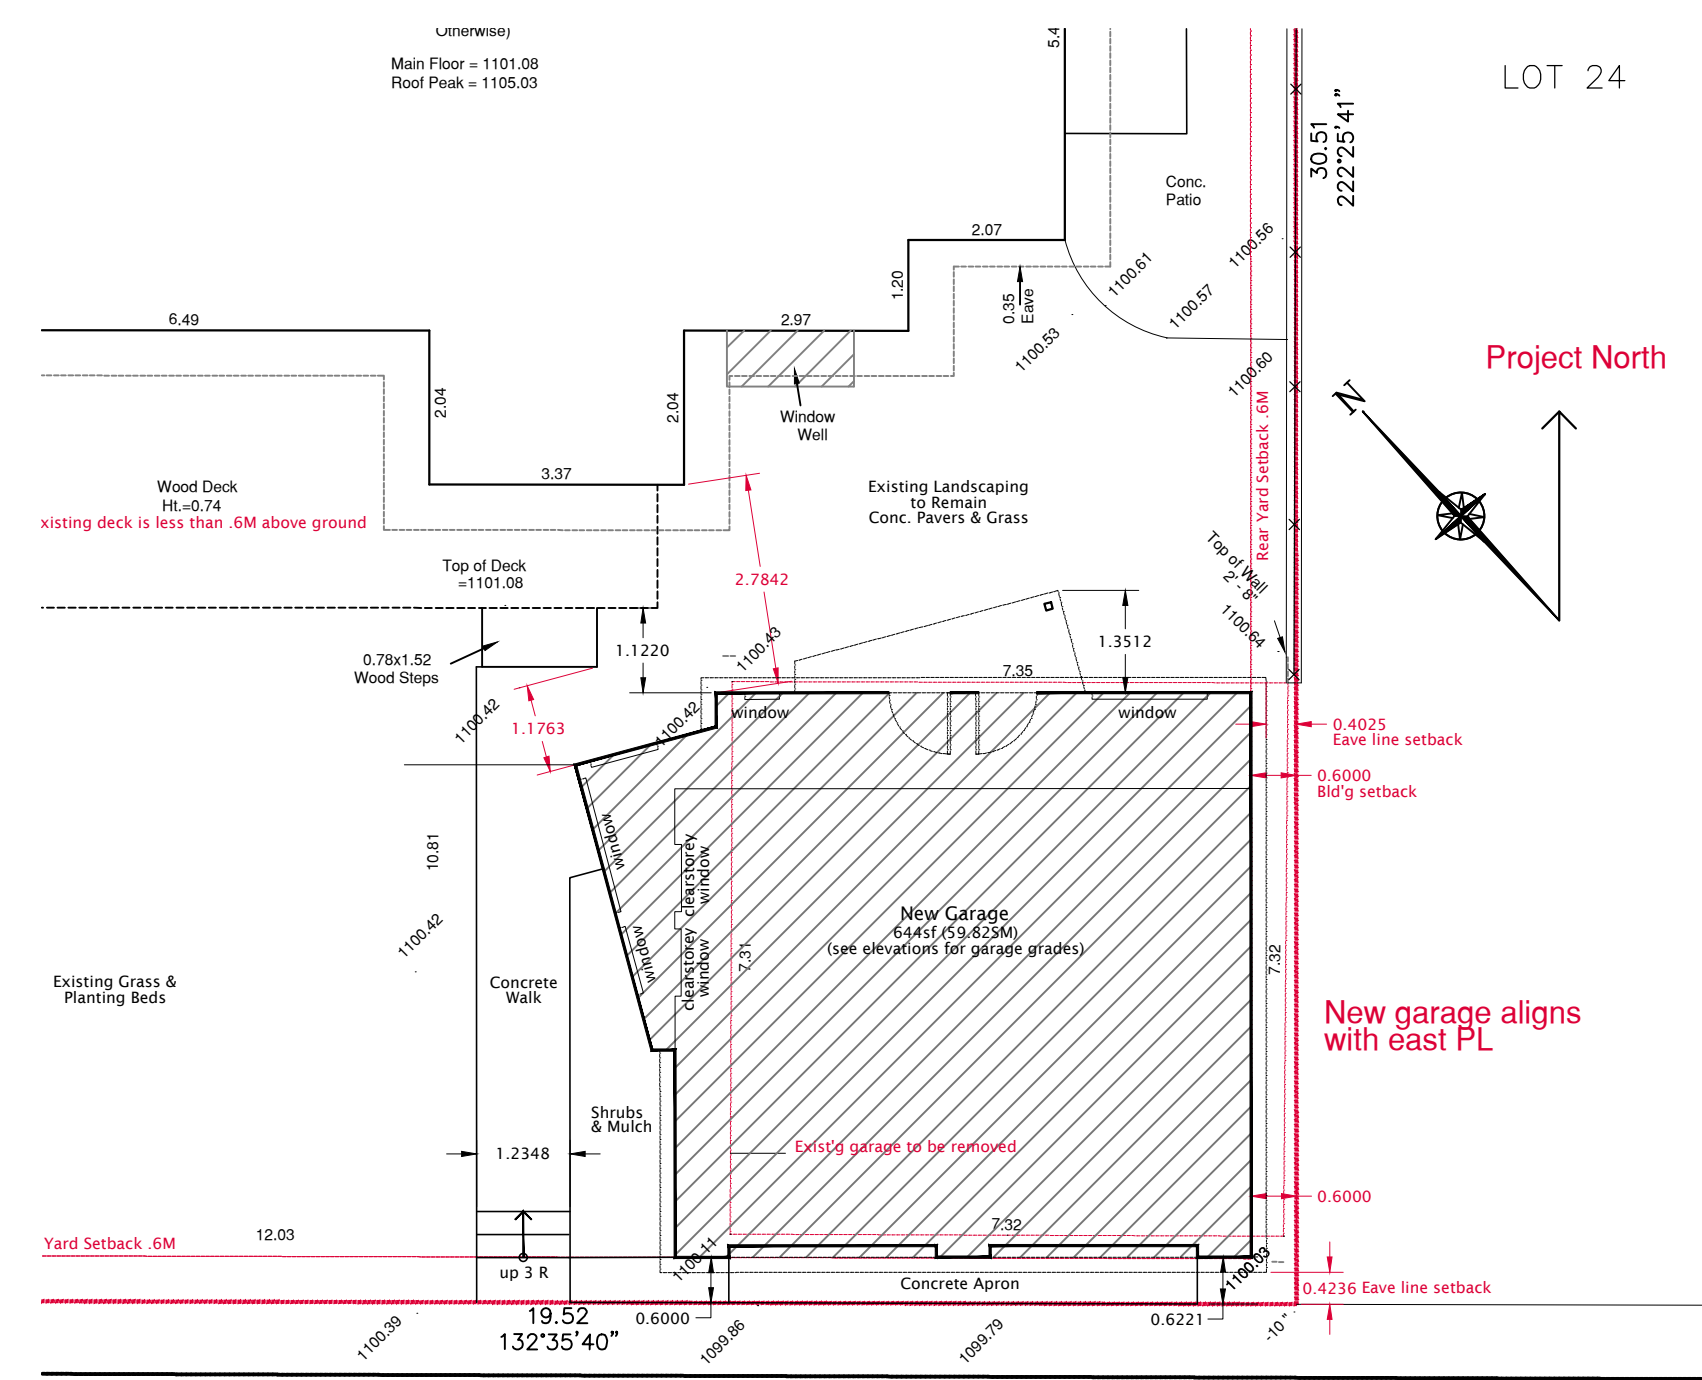 Otherwise)
Main Floor = 1101.08
Roof Peak = 1105.03
5.4
LOT 24
30.51
222°25'41"
Conc.
Patio
2.07
1100.56
1100.61
1100.57
1.20
0.35
Eave
1100.53
6.49
2.97
1100.60
Project North
N
2.04
2.04
Window
Well
Rear Yard Setback .6M
3.37
Wood Deck
Ht.=0.74
xisting deck is less than .6M above ground
Existing Landscaping
to Remain
Conc. Pavers & Grass
Top of Deck
=1101.08
2.7842
Top of Wall
2'-8"
1100.64
1.1220
1100.43
1.3512
0.78x1.52
Wood Steps
7.35
1100.42
1.1763
1100.42
window
window
0.4025
Eave line setback
0.6000
Bld'g setback
10.81
window
clearstorey
window
1100.42
New Garage
644sf (59.82SM)
(see elevations for garage grades)
window
clearstorey
window
7.31
7.32
Existing Grass &
Planting Beds
Concrete
Walk
New garage aligns
with east PL
Shrubs
& Mulch
1.2348
Exist'g garage to be removed
0.6000
12.03
7.32
Yard Setback .6M
1100.11
1100.03
up 3 R
Concrete Apron
0.4236 Eave line setback
19.52
132°35'40"
0.6000
0.6221
1100.39
1099.86
1099.79
-10"